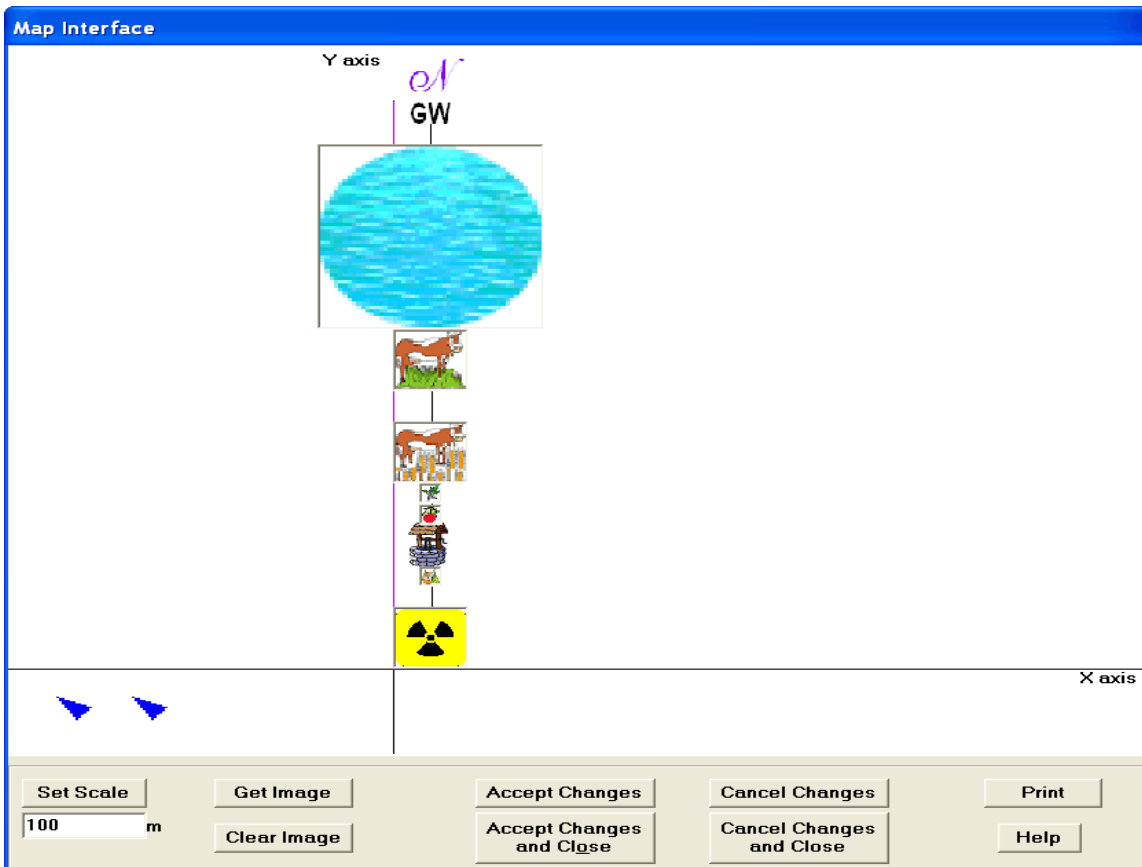 Map Interface
Y axis
N
GW
X axis
Set Scale
100 m
Get Image
Clear Image
Accept Changes
Accept Changes
and Close
Cancel Changes
Cancel Changes
and Close
Print
Help